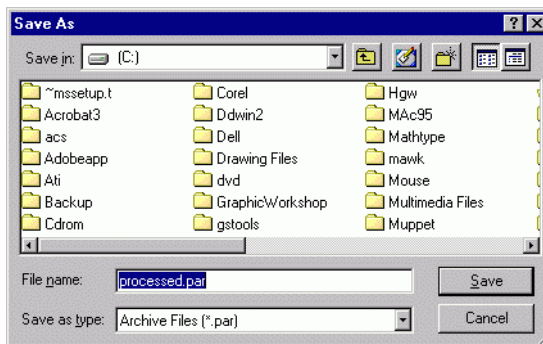 Save As
Save in: (C:)
~mssetup.t Corel Hgw
Acrobat3 Ddwin2 MAc95
acs Dell Mathtype
Adobeapp Drawing Files mawk
Ati dvd Mouse
Backup GraphicWorkshop Multimedia Files
Cdrom gstools Muppet
File name: processed.par Save
Save as type: Archive Files (*.par) Cancel